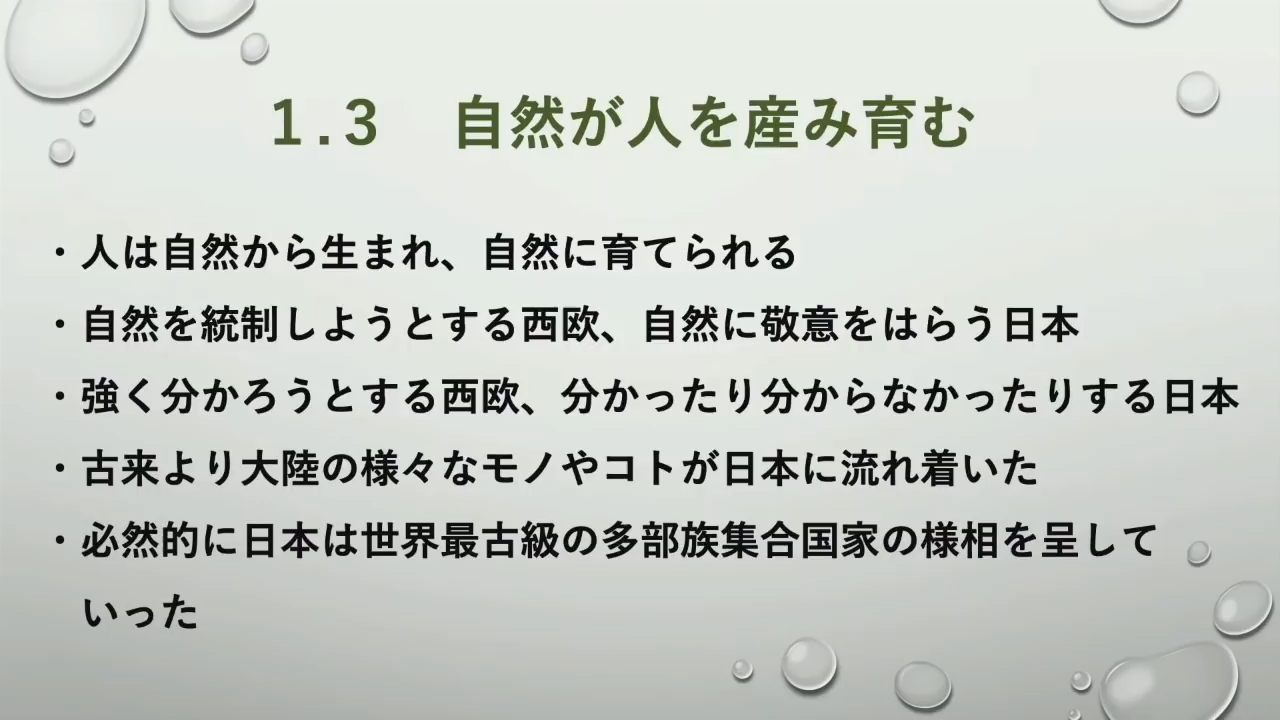 1.3　自然が人を産み育む
・人は自然から生まれ、自然に育てられる
・自然を統制しようとする西欧、自然に敬意をはらう日本
・強く分かろうとする西欧、分かったり分からなかったりする日本
・古来より大陸の様々なモノやコトが日本に流れ着いた
・必然的に日本は世界最古級の多部族集合国家の様相を呈して
いった